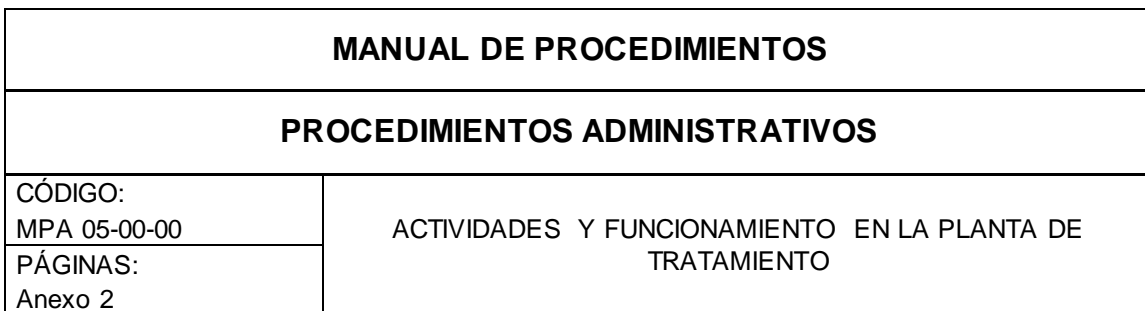 MANUAL DE PROCEDIMIENTOS
PROCEDIMIENTOS ADMINISTRATIVOS
CÓDIGO:
MPA 05-00-00
PÁGINAS:
Anexo 2
ACTIVIDADES Y FUNCIONAMIENTO EN LA PLANTA DE
TRATAMIENTO